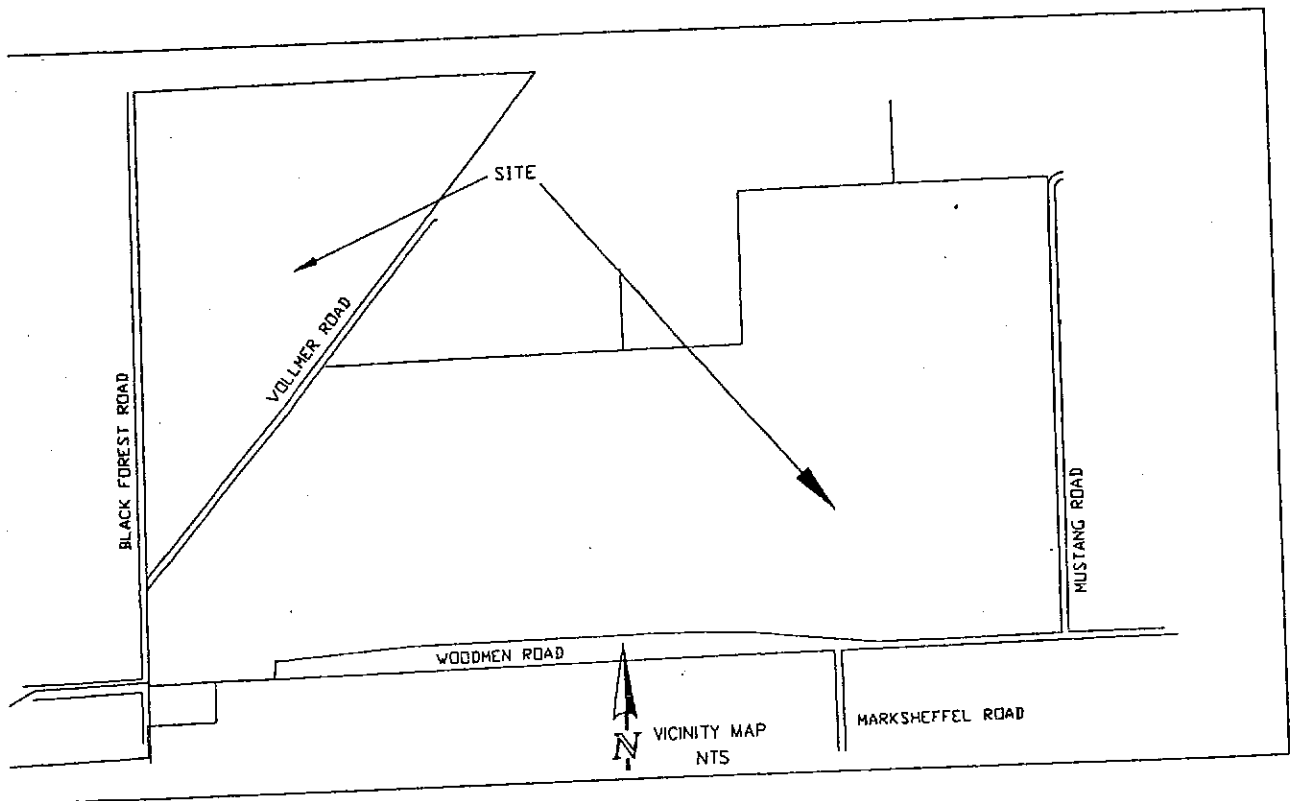 SITE
VOLLMER ROAD
BLACK FOREST ROAD
MUSTANG ROAD
WOODMEN ROAD
MARKSHEFFEL ROAD
N
VICINITY MAP
NTS